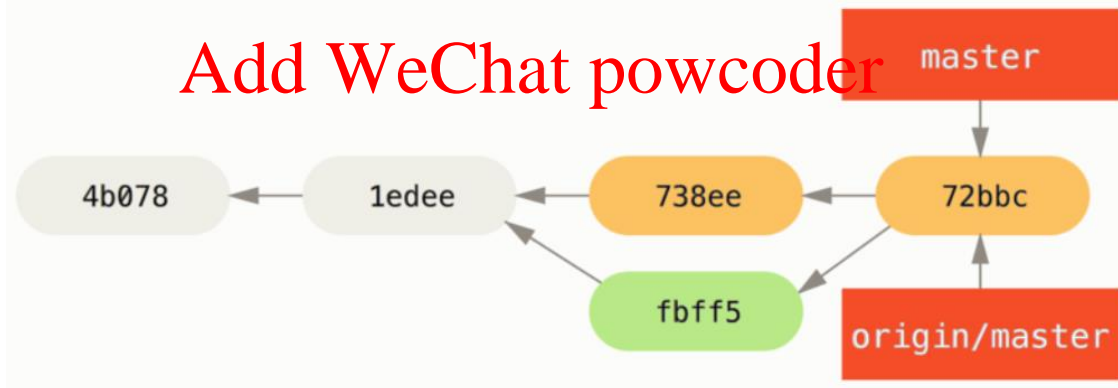 Add WeChat powcoder
master
4b078
1edee
738ee
72bbc
fbff5
origin/master